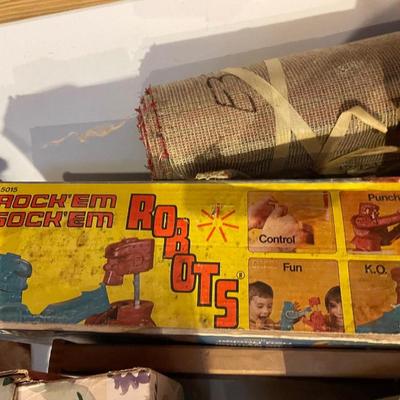 5015
ROCK'EM
SOCK'EM
ROBOTS®
Control
Punch
Fun
K.O.